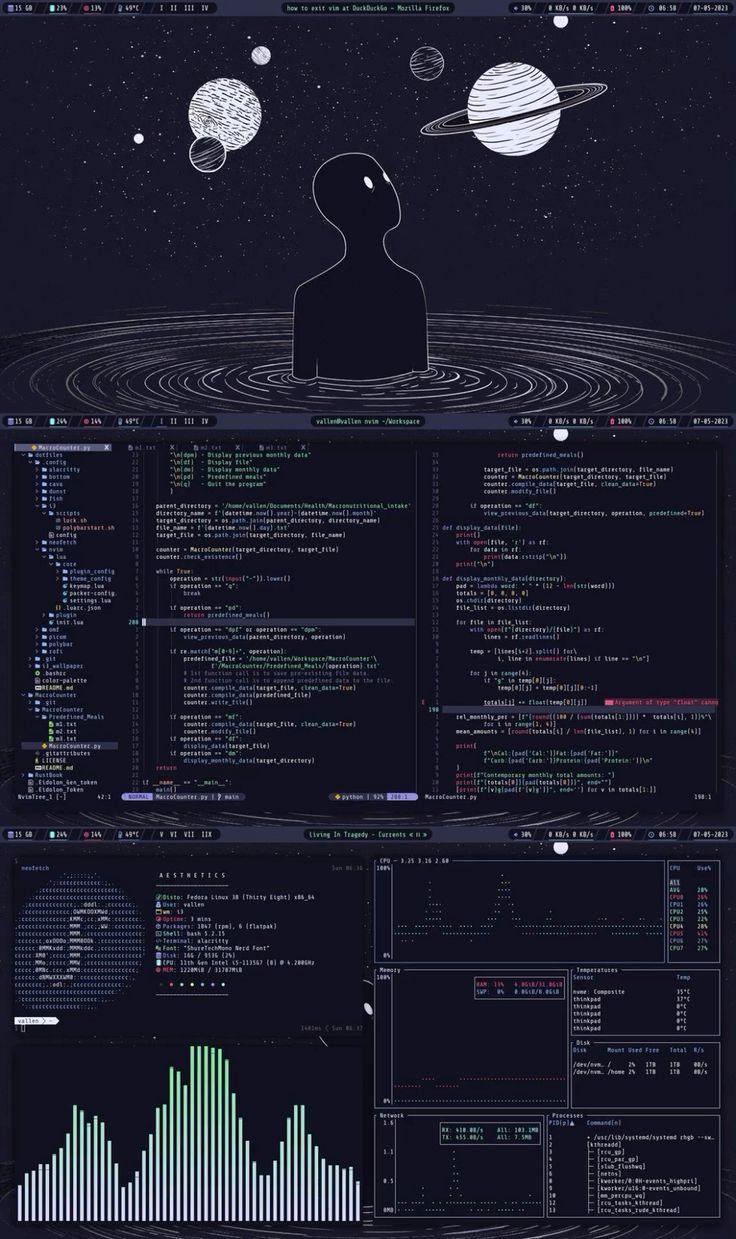 15 GB 23% 13% 49°C I II III IV how to exit vim at DuckDuckGo — Mozilla Firefox 30% 0 KB/s 0 KB/s 100% 06:58 07-05-2023
15 GB 24% 14% 49°C I II III IV vallen@vallen nvim ~/Workspace 30% 0 KB/s 0 KB/s 100% 06:58 07-05-2023
MacroCounter.py X m1.txt X m2.txt X m3.txt X
dotfiles
.config
alacritty
bottom
cava
dunst
fish
i3
scripts
lock.sh
polybarstart.sh
config
neofetch
nvim
lua
core
plugin_config
theme_config
keymap.lua
packer-config.
settings.lua
.luarc.json
plugin
init.lua
omf
picom
polybar
rofi
.git
i3_wallpaper
.bashrc
color-palette
README.md
MacroCounter
.git
MacroCounter
Predefined_Meals
m1.txt
m2.txt
m3.txt
MacroCounter.py
.gitattributes
LICENSE
README.md
RustBook
.Eidolon_Gen_token
.Eidolon_Token
NvimTree_1 [-] 42:1
"\n[dpm] - Display previous monthly data"
"\n[df] - Display file"
"\n[dm] - Display monthly data"
"\n[pd] - Predefined meals"
"\n[q] - Quit the program"
)
parent_directory = '/home/vallen/Documents/Health/Macronutritional_intake'
directory_name = f'{datetime.now().year}-{datetime.now().month}'
target_directory = os.path.join(parent_directory, directory_name)
file_name = f'{datetime.now().day}.txt'
target_file = os.path.join(target_directory, file_name)
counter = MacroCounter(target_directory, target_file)
counter.check_existence()
while True:
operation = str(input("~")).lower()
if operation == "q":
break
if operation == "pd":
return predefined_meals()
200
if operation == "dpf" or operation == "dpm":
view_previous_data(parent_directory, operation)
if re.match("m[0-9]+", operation):
predefined_file = '/home/vallen/Workspace/MacroCounter'\
f'/MacroCounter/Predefined_Meals/{operation}.txt'
# 1st function call is to save pre-existing file data.
# 2nd function call is to append predefined data to the file.
counter.compile_data(target_file, clean_data=True)
counter.compile_data(predefined_file)
counter.write_file()
if operation == "mf":
counter.compile_data(target_file, clean_data=True)
counter.modify_file()
if operation == "df":
display_data(target_file)
if operation == "dm":
display_monthly_data(target_directory)
return
if __name__ == "__main__":
main()
NORMAL MacroCounter.py | main python | 92% 200:1
return predefined_meals()
target_file = os.path.join(target_directory, file_name)
counter = MacroCounter(target_directory, target_file)
counter.compile_data(target_file, clean_data=True)
counter.modify_file()
if operation == "df":
view_previous_data(target_directory, operation, predefined=True)
def display_data(file):
print()
with open(file, 'r') as rf:
for data in rf:
print(data.rstrip("\n"))
print()
def display_monthly_data(directory):
pad = lambda word: " " * (12 - len(str(word)))
totals = [0, 0, 0, 0]
os.chdir(directory)
file_list = os.listdir(directory)
for file in file_list:
with open(f"{directory}/{file}") as rf:
lines = rf.readlines()
temp = [lines[i+2].split() for\
i, line in enumerate(lines) if line == "\n"]
for j in range(4):
if "g" in temp[0][j]:
temp[0][j] = temp[0][j][0:-1]
E totals[j] += float(temp[0][j]) Argument of type "float" canno
198
rel_monthly_per = [f"{round((100 / (sum(totals[1:]))) * totals[i], 1)}%"\
for i in range(1, 4)]
mean_amounts = [round(totals[i] / len(file_list), 1) for i in range(4)]
print(
f"\nCal:{pad('Cal:')}Fat:{pad('Fat:')}"
f"Carb:{pad('Carb:')}Protein:{pad('Protein:')}\n"
)
print(f"Contemporary monthly total amounts: ")
print(f"{totals[0]}{pad(totals[0])}", end="")
[print(f"{v}g{pad(f'{v}g')}", end='') for v in totals[1:]]
MacroCounter.py 198:1
15 GB 24% 14% 49°C V VI VII IIX Living In Tragedy - Currents 30% 0 KB/s 0 KB/s 100% 06:58 07-05-2023
neofetch Sun 06:36
AESTHETICS
Disto: Fedora Linux 38 (Thirty Eight) x86_64
User: vallen
wm: i3
Uptime: 3 mins
Packages: 1847 (rpm), 6 (flatpak)
Shell: bash 5.2.15
Terminal: alacritty
Font: "ShureTechMono Nerd Font"
Disk: 16G / 953G (2%)
CPU: 11th Gen Intel i5-1135G7 (8) @ 4.200GHz
MEM: 1220MiB / 31707MiB
vallen ~
1401ms Sun 06:37
CPU 3.25 3.16 2.60
100%
0%
CPU Use%
All
AVG 28%
CPU0 26%
CPU1 26%
CPU2 25%
CPU3 22%
CPU4 28%
CPU5 41%
CPU6 27%
CPU7 27%
Memory
100%
RAM: 13% 4.0GiB/31.0GiB
SWP: 0% 0.0GiB/8.0GiB
0%
Temperatures
Sensor Temp
nvme: Composite 35°C
thinkpad 37°C
thinkpad 0°C
thinkpad 0°C
thinkpad 0°C
thinkpad 0°C
Disk
Disk Mount Used Free Total R/s
/dev/nvm… / 2% 1TB 1TB 0B/s
/dev/nvm… /home 2% 1TB 1TB 0B/s
Network
1.6
1.1
0.5
0MB
RX: 410.0B/s All: 103.1MB
TX: 455.0B/s All: 7.5MB
Processes
PID(p)▲ Command(n)
1 + /usr/lib/systemd/systemd rhgb --sw…
2 [kthreadd]
3 ├─ [rcu_gp]
4 ├─ [rcu_par_gp]
5 ├─ [slub_flushwq]
6 ├─ [netns]
8 ├─ [kworker/0:0H-events_highpri]
9 ├─ [kworker/u16:0-events_unbound]
10 ├─ [mm_percpu_wq]
12 ├─ [rcu_tasks_kthread]
13 ├─ [rcu_tasks_rude_kthread]